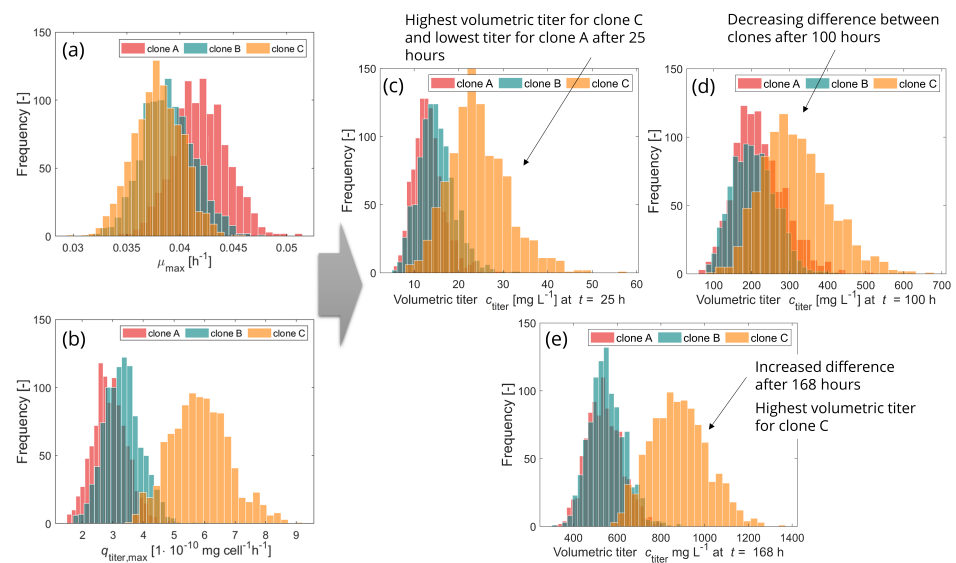 Highest volumetric titer for clone C
and lowest titer for clone A after 25
hours
Decreasing difference between
clones after 100 hours
(a)
clone A clone B clone C
150
100
50
0
Frequency [-]
0.03 0.035 0.04 0.045 0.05
μmax [h-1]
(c)
clone A clone B clone C
150
100
50
0
Frequency [-]
10 20 30 40 50 60
Volumetric titer ctiter [mg L-1] at t = 25 h
(d)
clone A clone B clone C
150
100
50
0
Frequency [-]
100 200 300 400 500 600 700
Volumetric titer ctiter [mg L-1] at t = 100 h
(b)
clone A clone B clone C
150
100
50
0
Frequency [-]
2 3 4 5 6 7 8 9
qtiter,max [1· 10-10 mg cell-1h-1]
(e)
clone A clone B clone C
150
100
50
0
Frequency [-]
400 600 800 1000 1200 1400
Volumetric titer ctiter mg L-1 at t = 168 h
Increased difference
after 168 hours
Highest volumetric titer
for clone C